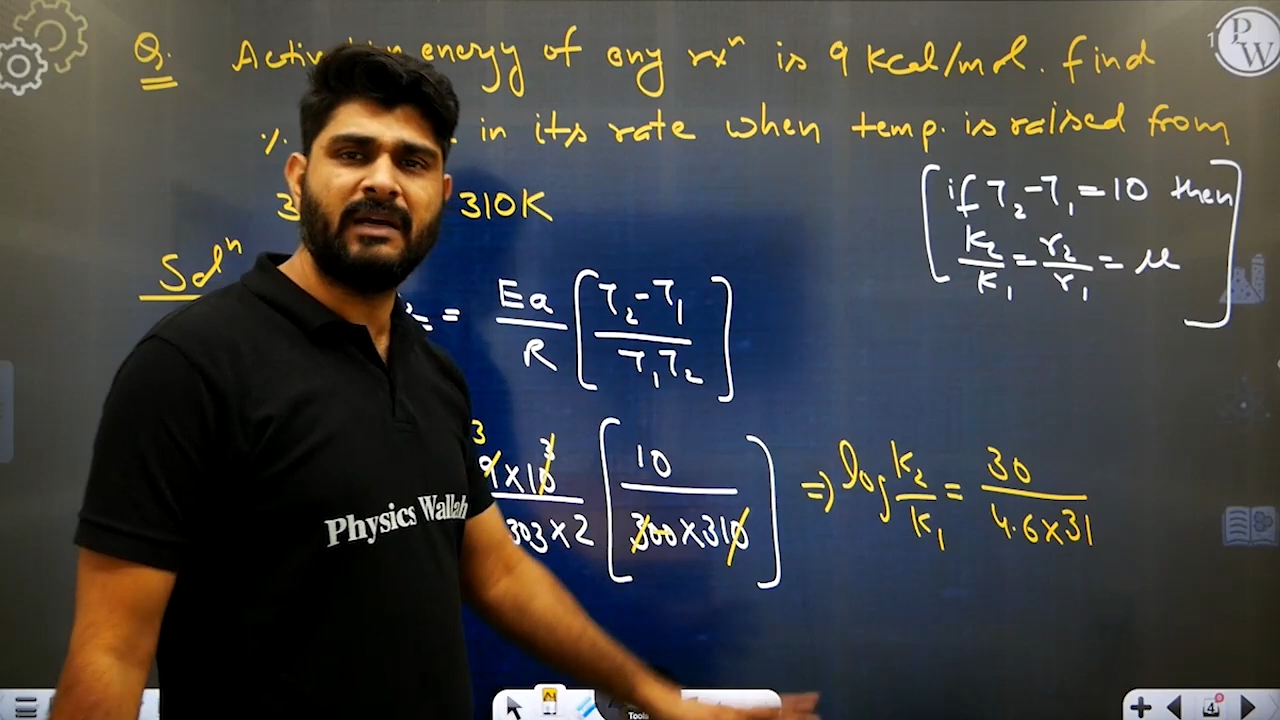 Q. energy of any rxⁿ is 9 Kcal/mol. find
% in its rate when temp. is raised from
310K
[if T₂-T₁=10 then
K₂/K₁ = r₂/r₁ = μ]
Solⁿ
= Ea/R [T₂-T₁/T₁T₂]
3
9×10³/303×2 [10/300×310] ⇒ log K₂/K₁ = 30/4.6×31
Physics Wallah
PW
4
Tools